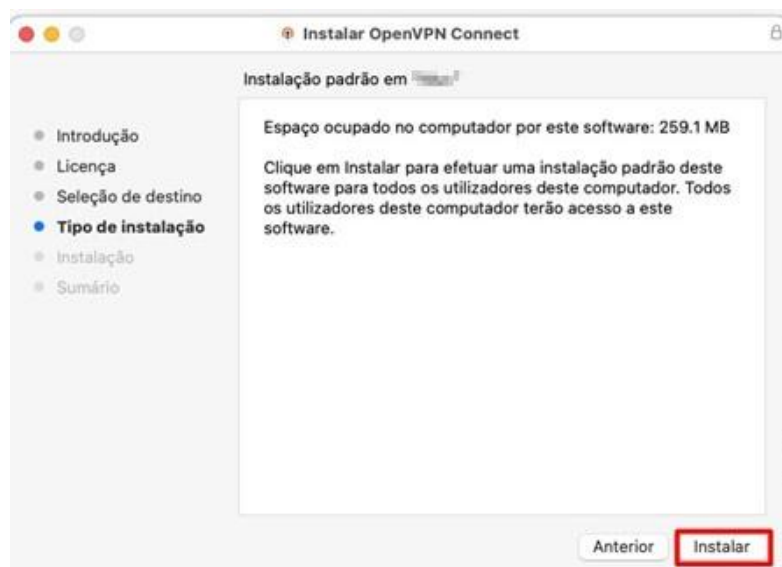 Instalar OpenVPN Connect
Instalação padrão em
Introdução
Licença
Seleção de destino
Tipo de instalação
Instalação
Sumário
Espaço ocupado no computador por este software: 259.1 MB
Clique em Instalar para efetuar uma instalação padrão deste
software para todos os utilizadores deste computador. Todos
os utilizadores deste computador terão acesso a este
software.
Anterior
Instalar